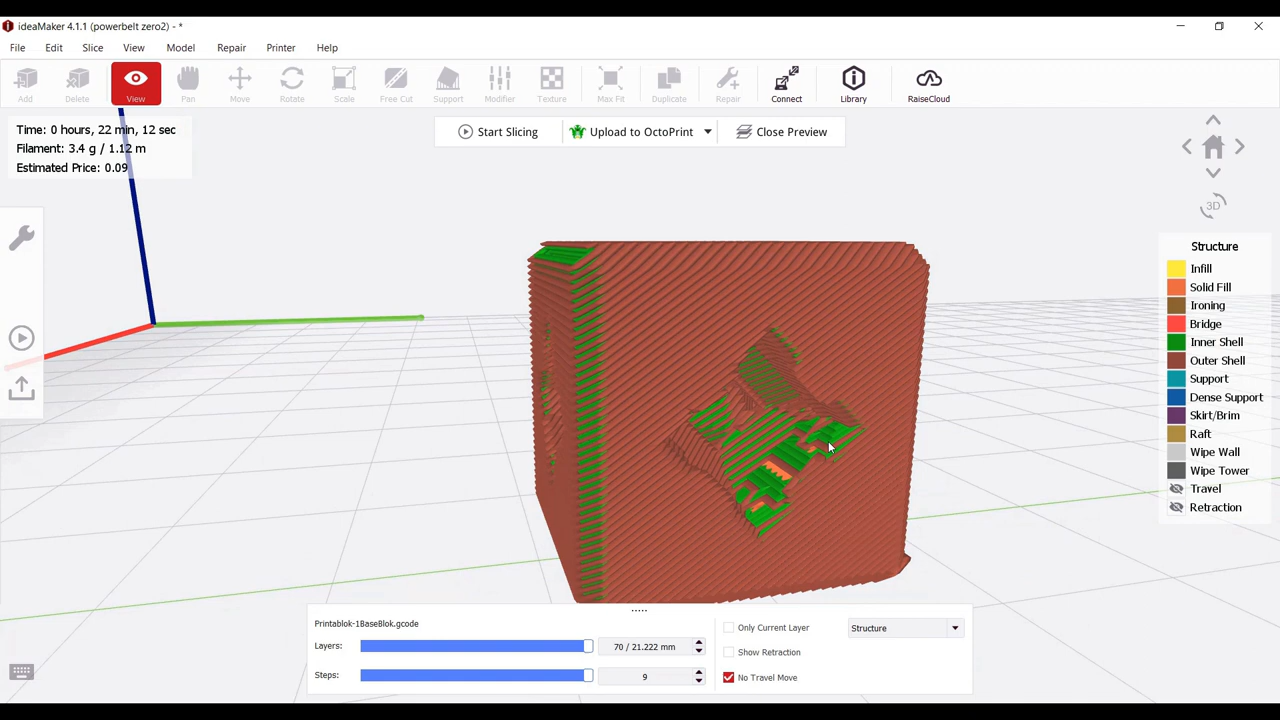 ideaMaker 4.1.1 (powerbelt zero2) - *
File Edit Slice View Model Repair Printer Help
Add Delete View Pan Move Rotate Scale Free Cut Support Modifier Texture Max Fit Duplicate Repair Connect Library RaiseCloud
Time: 0 hours, 22 min, 12 sec
Filament: 3.4 g / 1.12 m
Estimated Price: 0.09
Start Slicing Upload to OctoPrint Close Preview
3D
Structure
Infill
Solid Fill
Ironing
Bridge
Inner Shell
Outer Shell
Support
Dense Support
Skirt/Brim
Raft
Wipe Wall
Wipe Tower
Travel
Retraction
Printablok-1BaseBlok.gcode
Layers: 70 / 21.222 mm
Steps: 9
Only Current Layer Structure
Show Retraction
No Travel Move